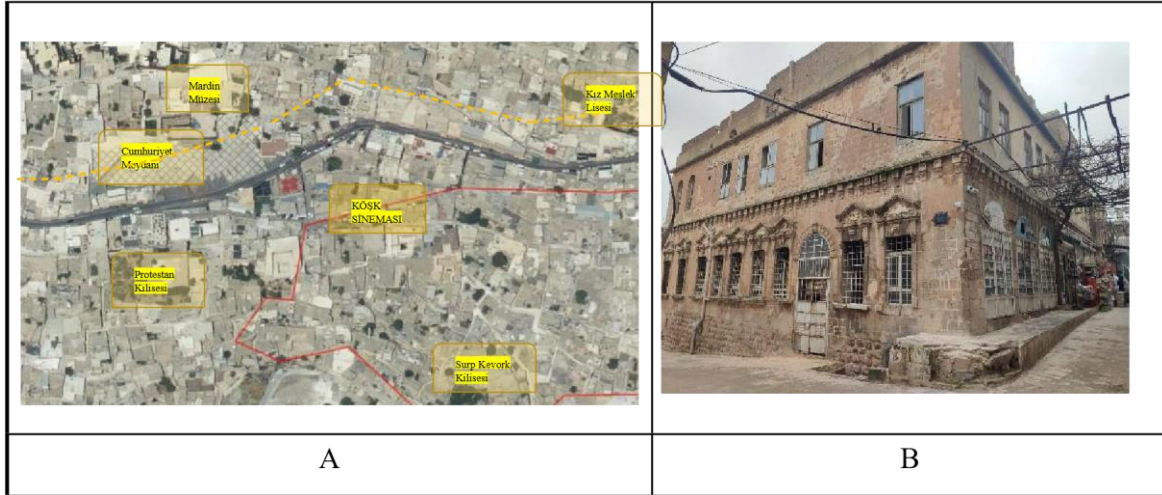 Mardin
Müzesi
Kız Meslek
Lisesi
Cumhuriyet
Meydanı
KÖŞK
SİNEMASI
Protestan
Kilisesi
Surp Kevork
Kilisesi
A
B